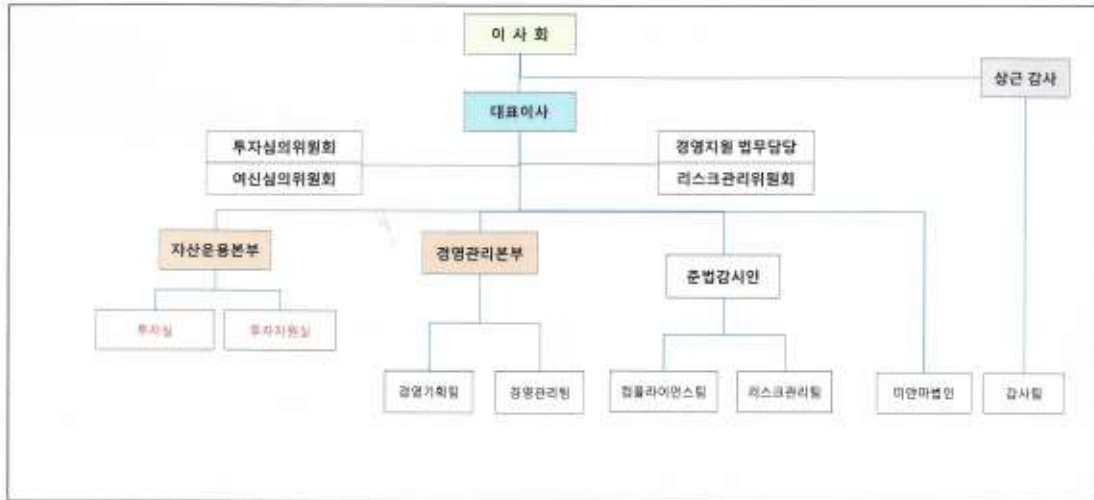 이 사 회
상근 감사
대표이사
투자심의위원회
경영지원 법무담당
여신심의위원회
리스크관리위원회
자산운용본부
경영관리본부
준법감시인
투자실
투자지원실
경영기획팀
경영관리팀
컴플라이언스팀
리스크관리팀
미얀마법인
감사팀